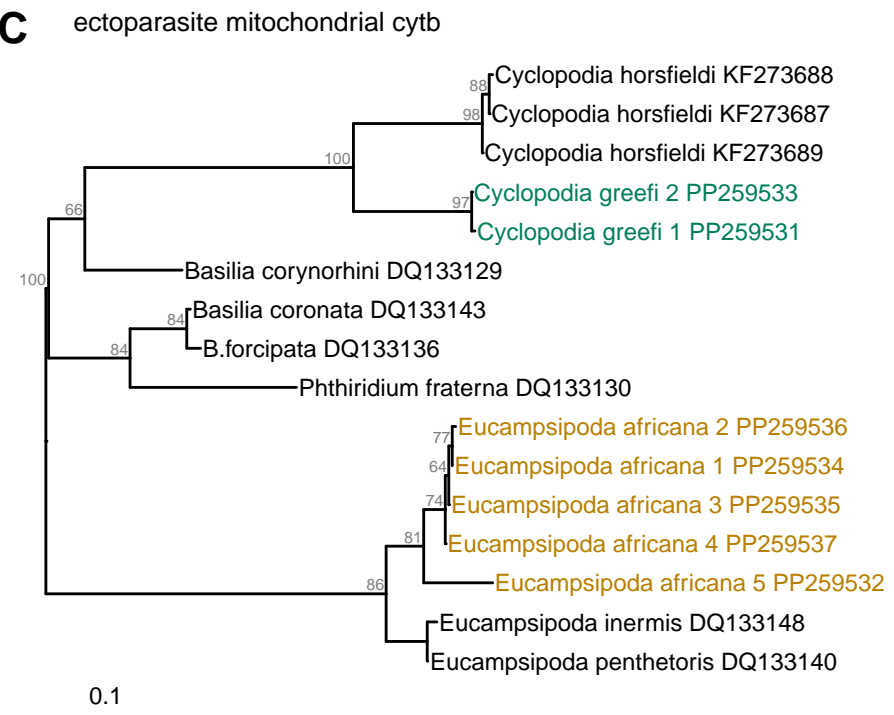 C ectoparasite mitochondrial cytb
88 Cyclopodia horsfieldi KF273688
98 Cyclopodia horsfieldi KF273687
100 Cyclopodia horsfieldi KF273689
97 Cyclopodia greefi 2 PP259533
66 Cyclopodia greefi 1 PP259531
100 Basilia corynorhini DQ133129
84 Basilia coronata DQ133143
84 B.forcipata DQ133136
Phthiridium fraterna DQ133130
77 Eucampsipoda africana 2 PP259536
64 Eucampsipoda africana 1 PP259534
74 Eucampsipoda africana 3 PP259535
81 Eucampsipoda africana 4 PP259537
86 Eucampsipoda africana 5 PP259532
Eucampsipoda inermis DQ133148
Eucampsipoda penthetoris DQ133140
0.1